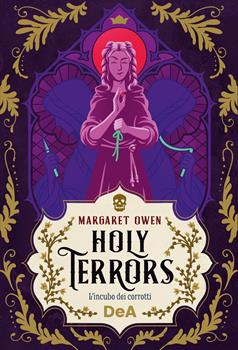 MARGARET OWEN
HOLY
TERRORS
L'incubo dei corrotti
DeA